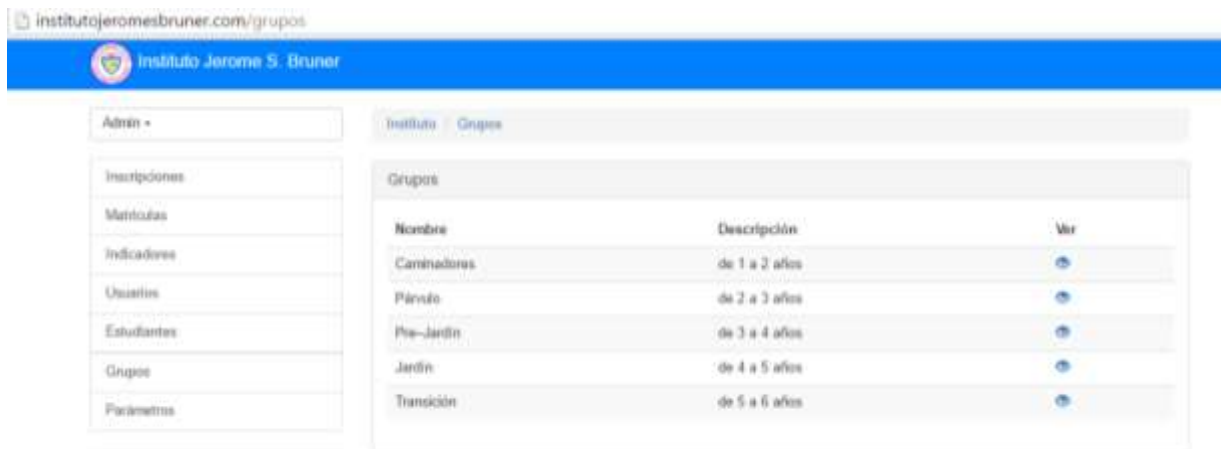 institutojeromesbruner.com/grupos
Instituto Jerome S. Bruner
Admin
Instituto / Grupos
Inscripciones
Matrículas
Indicadores
Usuarios
Estudiantes
Grupos
Parámetros
Grupos
Nombre Descripción Ver
Caminadores de 1 a 2 años
Párvulo de 2 a 3 años
Pre-Jardín de 3 a 4 años
Jardín de 4 a 5 años
Transición de 5 a 6 años